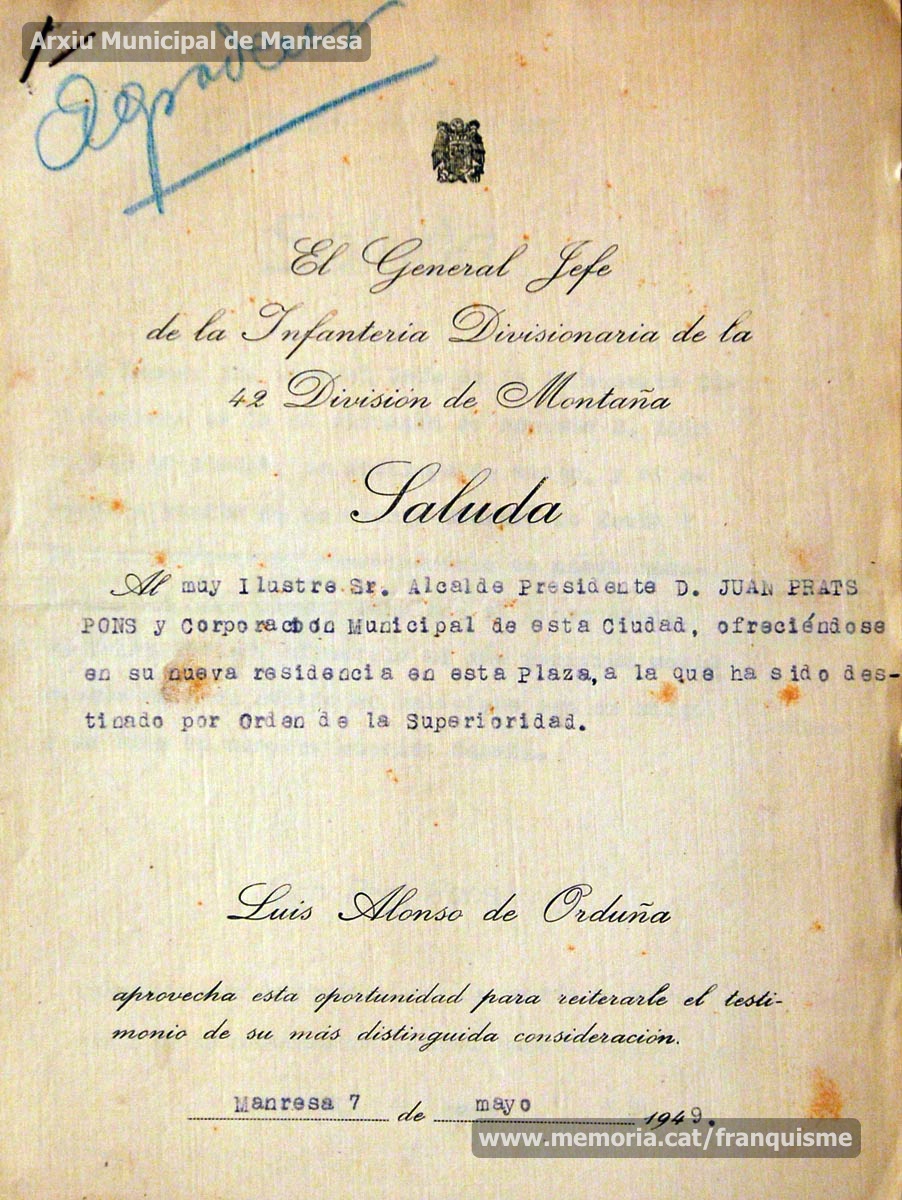 Arxiu Municipal de Manresa
El General Jefe
de la Infanteria Divisionaria de la
42 División de Montaña
Saluda
Al muy Ilustre Sr. Alcalde Presidente D. JUAN PRATS
PONS y Corporación Municipal de esta Ciudad, ofreciéndose
en su nueva residencia en esta Plaza, a la que ha sido des-
tinado por Orden de la Superioridad.
Luis Alonso de Orduña
aprovecha esta oportunidad para reiterarle el testi-
monio de su más distinguida consideración.
Manresa 7 de mayo 1949.
www.memoria.cat/franquisme